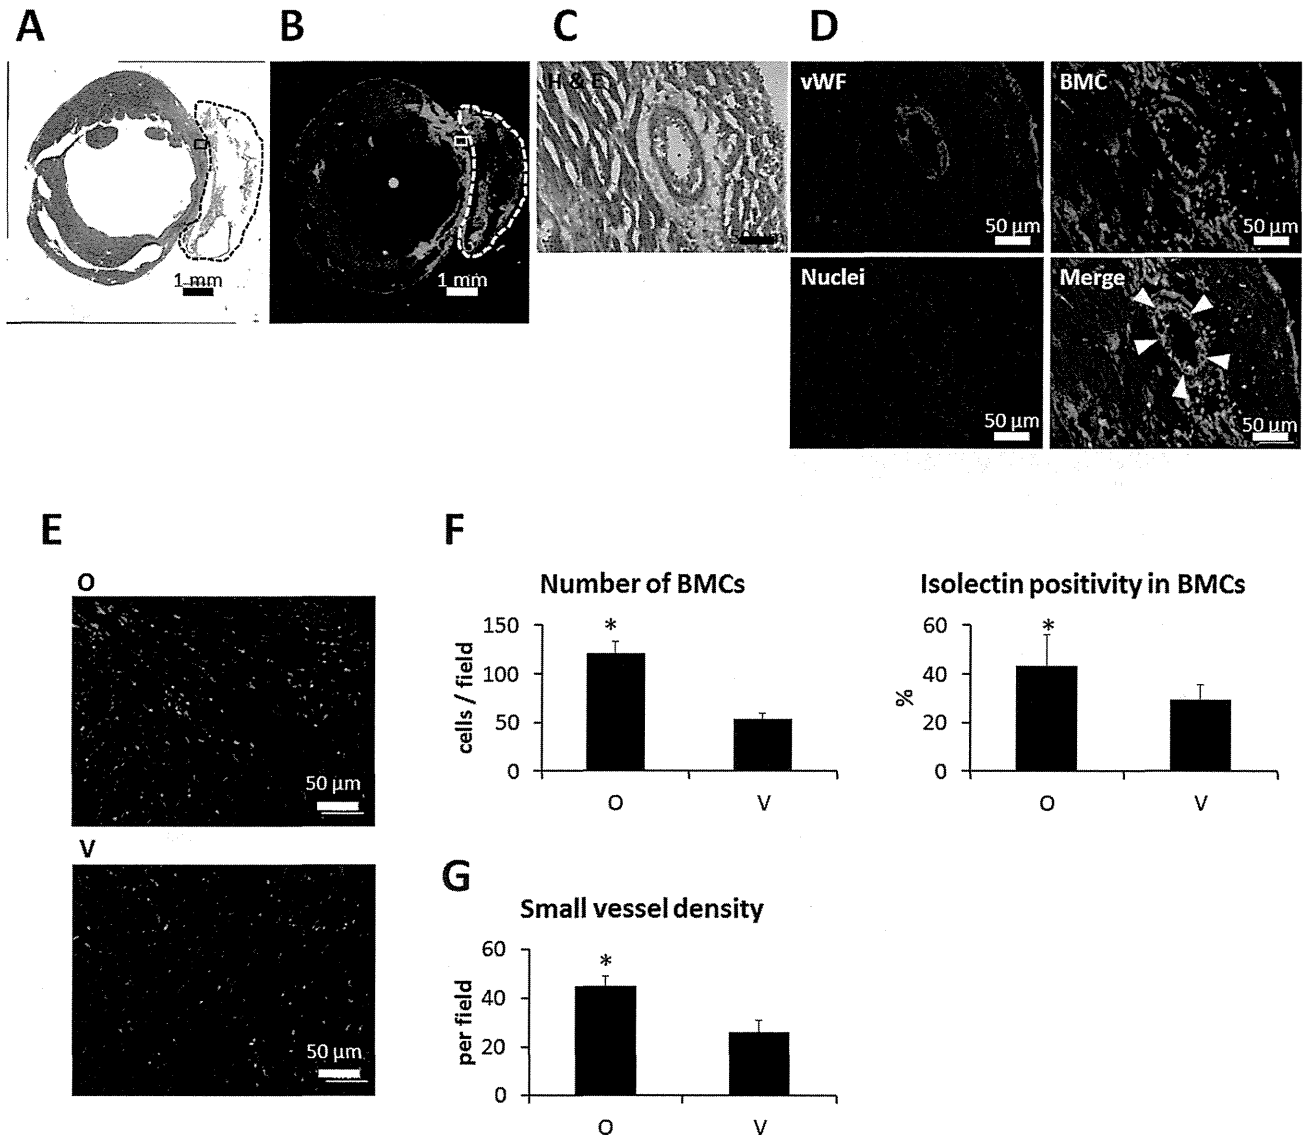 A
B
C
D
1 mm
1 mm
H & E
vWF
50 µm
BMC
50 µm
Nuclei
50 µm
Merge
50 µm
E
O
50 µm
V
50 µm
F
Number of BMCs
*
150
100
50
0
cells / field
O
V
Isolectin positivity in BMCs
*
60
40
20
0
%
O
V
G
Small vessel density
*
60
40
20
0
per field
O
V